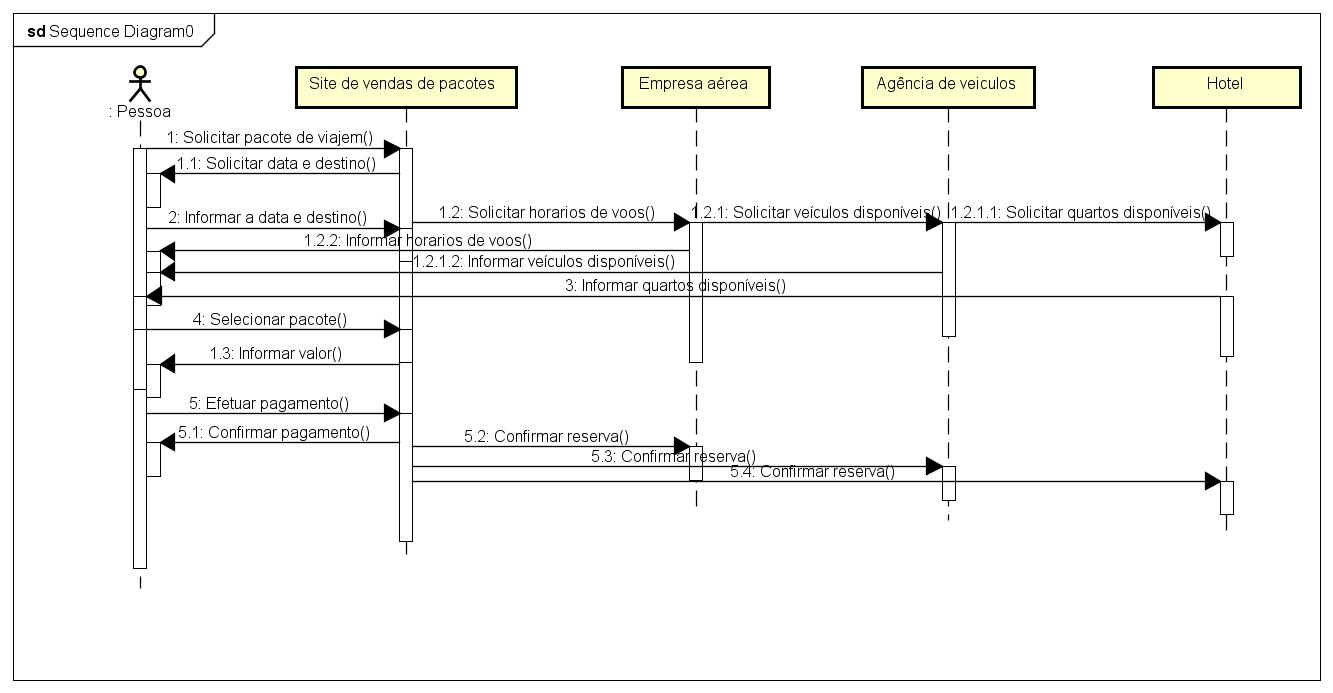 sd Sequence Diagram0
: Pessoa
Site de vendas de pacotes
Empresa aérea
Agência de veiculos
Hotel
1: Solicitar pacote de viajem()
1.1: Solicitar data e destino()
2: Informar a data e destino()
1.2: Solicitar horarios de voos()
1.2.1: Solicitar veículos disponíveis()
1.2.1.1: Solicitar quartos disponíveis()
1.2.2: Informar horarios de voos()
1.2.1.2: Informar veículos disponíveis()
3: Informar quartos disponíveis()
4: Selecionar pacote()
1.3: Informar valor()
5: Efetuar pagamento()
5.1: Confirmar pagamento()
5.2: Confirmar reserva()
5.3: Confirmar reserva()
5.4: Confirmar reserva()